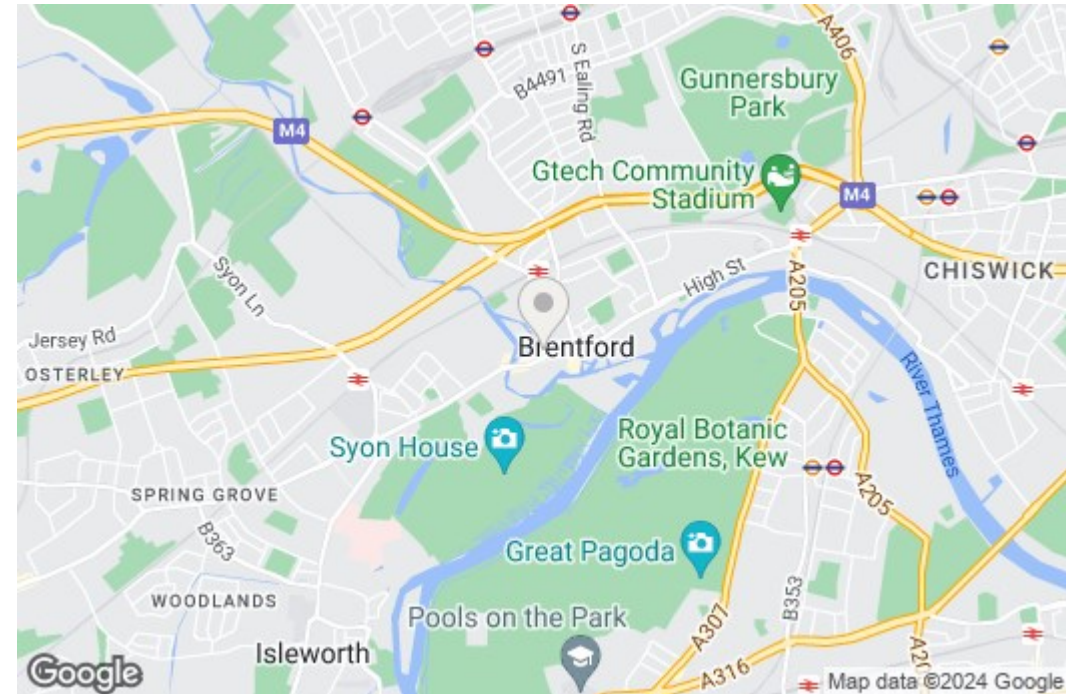 A406
S Ealing Rd
B4491
Gunnersbury
Park
M4
Gtech Community
Stadium
M4
High St
A205
CHISWICK
Syon Ln
Jersey Rd
OSTERLEY
Brentford
River Thames
Syon House
Royal Botanic
Gardens, Kew
A205
SPRING GROVE
B363
Great Pagoda
WOODLANDS
Pools on the Park
A307
B353
Isleworth
A316
Google
Map data ©2024 Google